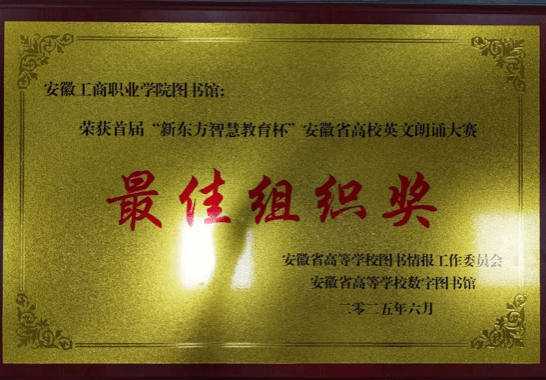 安徽工商职业学院图书馆：
荣获首届“新东方智慧教育杯”安徽省高校英文朗诵大赛
最佳组织奖
安徽省高等学校图书情报工作委员会
安徽省高等学校数字图书馆
二零二五年六月